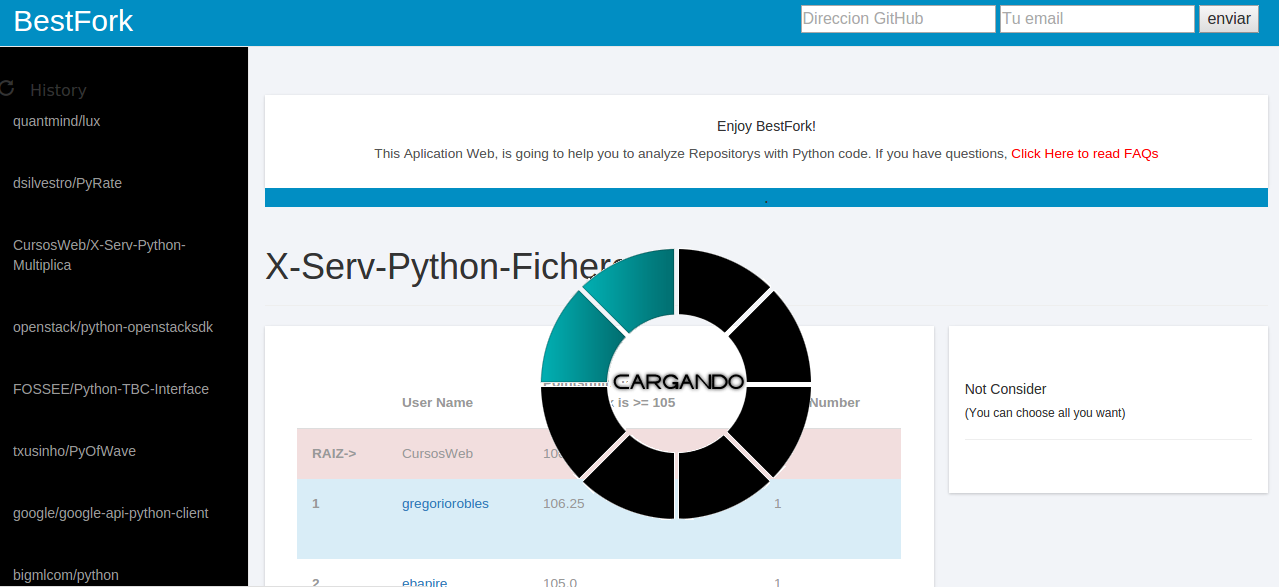 BestFork
Direccion GitHub
Tu email
enviar
History
quantmind/lux
dsilvestro/PyRate
CursosWeb/X-Serv-Python-
Multiplica
openstack/python-openstacksdk
FOSSEE/Python-TBC-Interface
txusinho/PyOfWave
google/google-api-python-client
bigmlcom/python
Enjoy BestFork!
This Aplication Web, is going to help you to analyze Repositorys with Python code. If you have questions, Click Here to read FAQs
.
X-Serv-Python-Fichero
CARGANDO
User Name
is >= 105
Number
RAIZ-> CursosWeb
1 gregoriorobles 106.25 1
2 ebapire 105.0 1
Not Consider
(You can choose all you want)